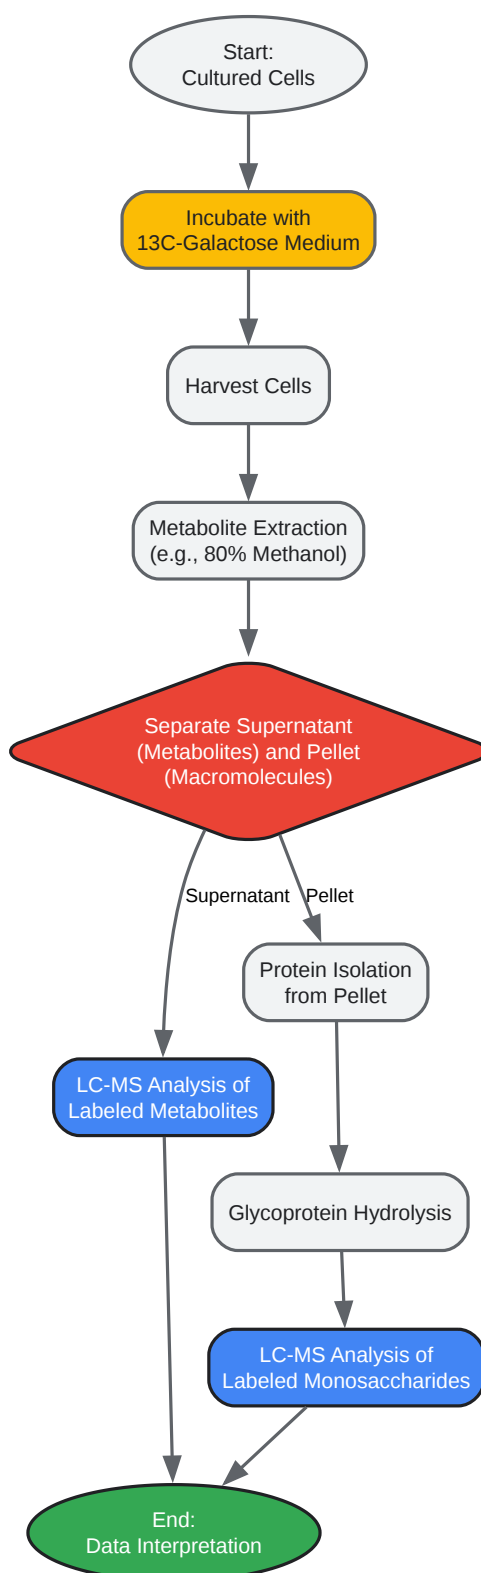 Start:
Cultured Cells
Incubate with
13C-Galactose Medium
Harvest Cells
Metabolite Extraction
(e.g., 80% Methanol)
Separate Supernatant
(Metabolites) and Pellet
(Macromolecules)
Supernatant
Pellet
Protein Isolation
from Pellet
LC-MS Analysis of
Labeled Metabolites
Glycoprotein Hydrolysis
LC-MS Analysis of
Labeled Monosaccharides
End:
Data Interpretation